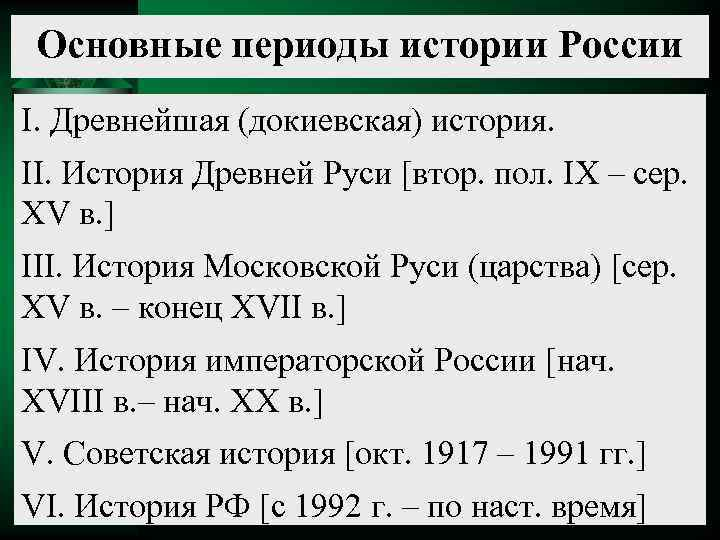 Основные периоды истории России
I. Древнейшая (докиевская) история.
II. История Древней Руси [втор. пол. IX – сер.
XV в. ]
III. История Московской Руси (царства) [сер.
XV в. – конец XVII в. ]
IV. История императорской России [нач.
XVIII в. – нач. XX в. ]
V. Советская история [окт. 1917 – 1991 гг. ]
VI. История РФ [с 1992 г. – по наст. время]